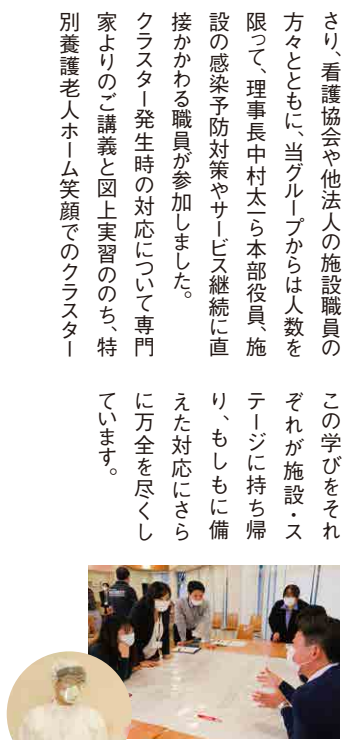 さり、看護協会や他法人の施設職員の
方々とともに、当グループからは人数を
限って、理事長中村太一ら本部役員、施
設の感染予防対策やサービス継続に直
接かかわる職員が参加しました。
クラスター発生時の対応について専門
家よりのご講義と図上実習ののち、特
別養護老人ホーム笑顔でのクラスター
この学びをそれ
ぞれが施設・ス
テージに持ち帰
り、もしもに備
えた対応にさら
に万全を尽くし
ています。